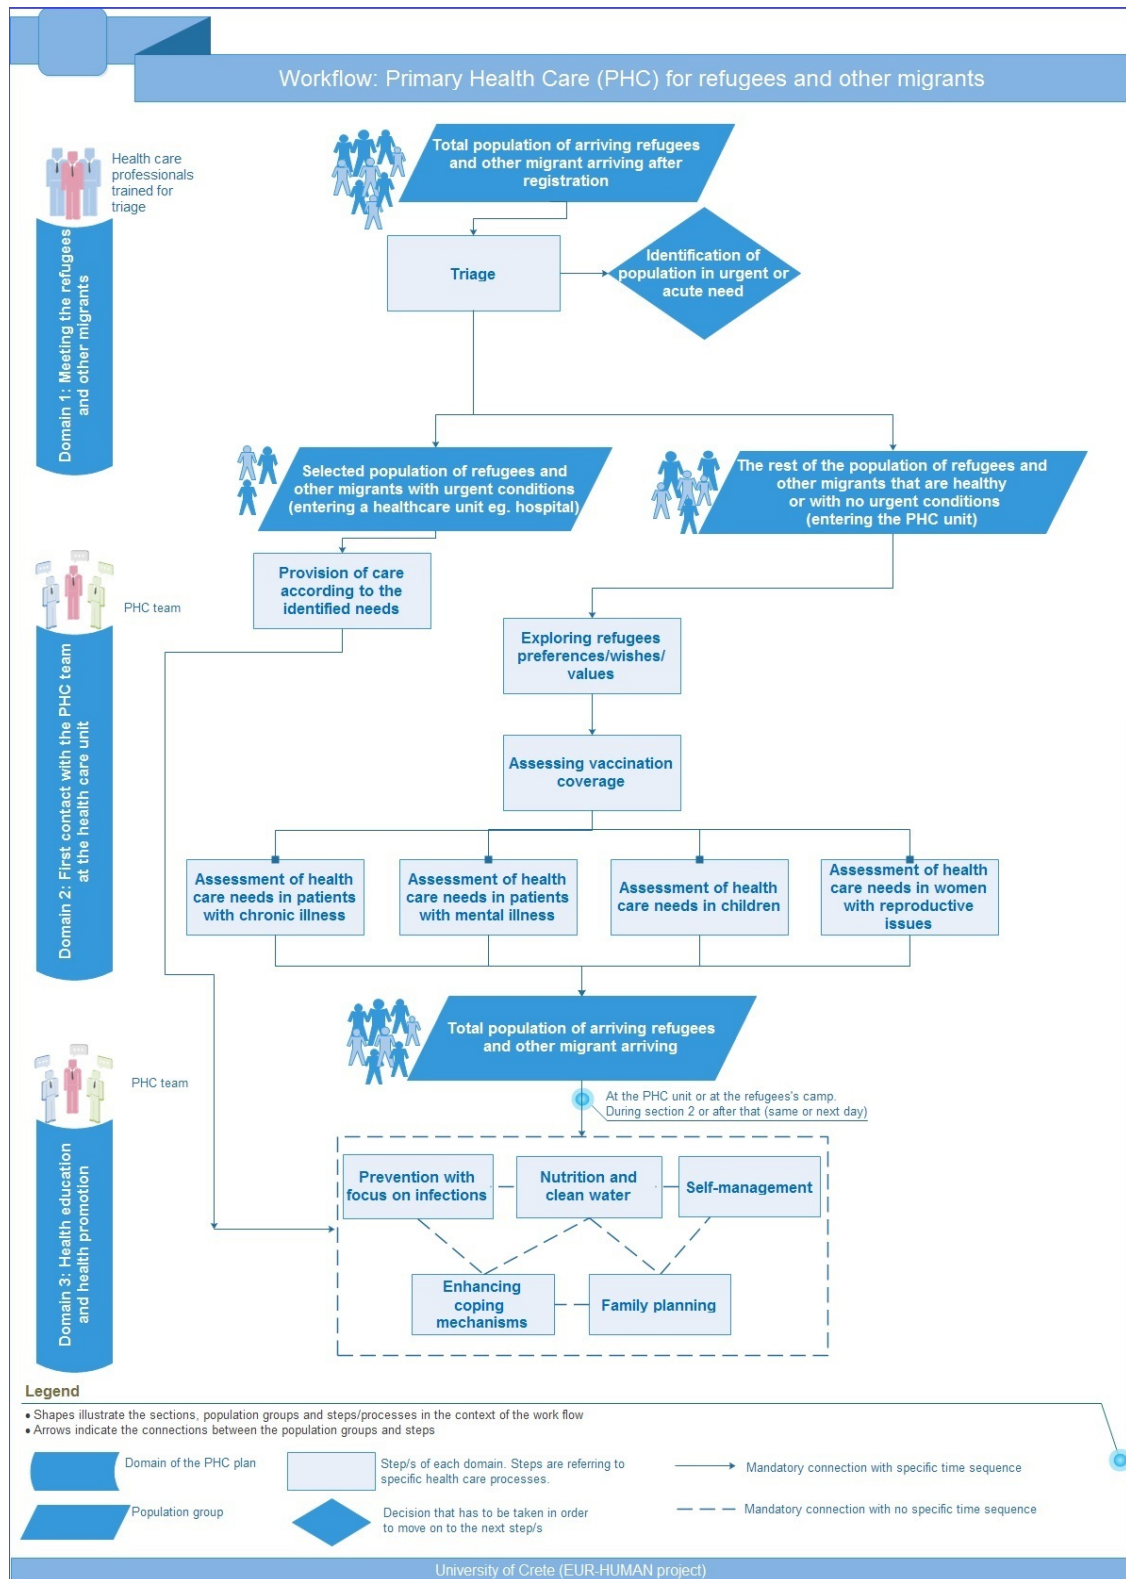 Workflow: Primary Health Care (PHC) for refugees and other migrants
Health care
professionals
trained for
triage
Total population of arriving refugees
and other migrant arriving after
registration
Domain 1: Meeting the refugees
and other migrants
Triage
Identification of
population in urgent or
acute need
Selected population of refugees and
other migrants with urgent conditions
(entering a healthcare unit eg. hospital)
The rest of the population of refugees and
other migrants that are healthy
or with no urgent conditions
(entering the PHC unit)
PHC team
Domain 2: First contact with the PHC team
at the health care unit
Provision of care
according to the
identified needs
Exploring refugees
preferences/wishes/
values
Assessing vaccination
coverage
Assessment of health
care needs in patients
with chronic illness
Assessment of health
care needs in patients
with mental illness
Assessment of health
care needs in children
Assessment of health
care needs in women
with reproductive
issues
Total population of arriving refugees
and other migrant arriving
PHC team
Domain 3: Health education
and health promotion
At the PHC unit or at the refugees's camp.
During section 2 or after that (same or next day)
Prevention with
focus on infections
Nutrition and
clean water
Self-management
Enhancing
coping
mechanisms
Family planning
Legend
• Shapes illustrate the sections, population groups and steps/processes in the context of the work flow
• Arrows indicate the connections between the population groups and steps
Domain of the PHC plan
Step/s of each domain. Steps are referring to
specific health care processes.
Mandatory connection with specific time sequence
Population group
Decision that has to be taken in order
to move on to the next step/s
Mandatory connection with no specific time sequence
University of Crete (EUR-HUMAN project)